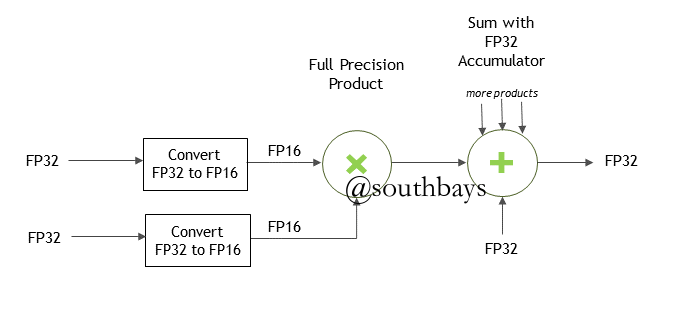 Sum with
FP32
Accumulator
Full Precision
Product
more products
FP32
Convert
FP32 to FP16
FP16
FP32
@southbays
FP32
Convert
FP32 to FP16
FP16
FP32